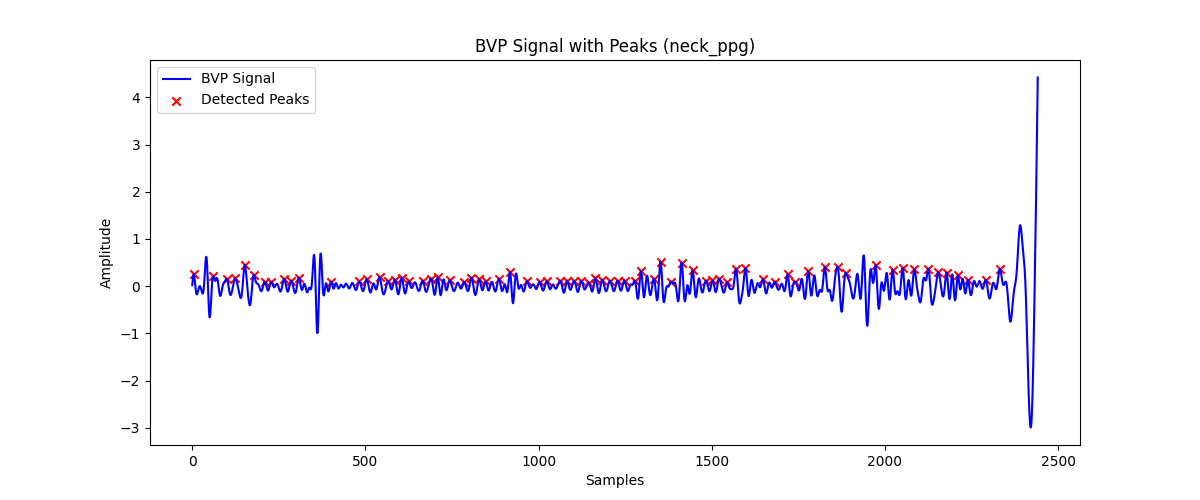 BVP Signal with Peaks (neck_ppg)
BVP Signal
Detected Peaks
Amplitude
4
3
2
1
0
−1
−2
−3
0
500
1000
1500
2000
2500
Samples